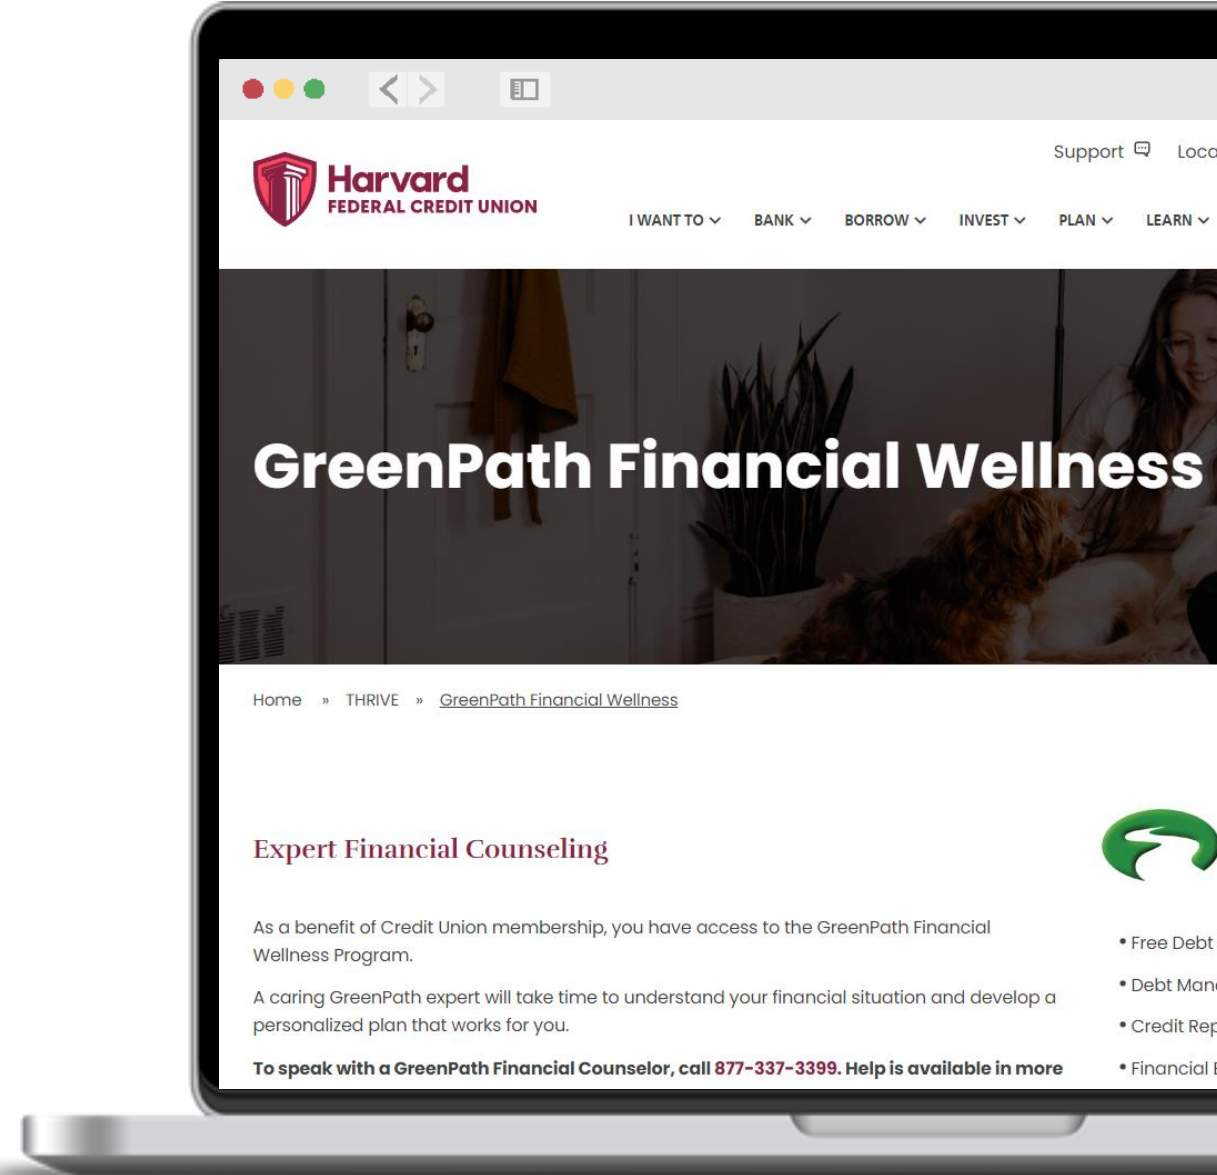 Support
Harvard
FEDERAL CREDIT UNION
I WANT TO BANK BORROW INVEST PLAN LEARN
GreenPath Financial Wellness
Home » THRIVE » GreenPath Financial Wellness
Expert Financial Counseling
As a benefit of Credit Union membership, you have access to the GreenPath Financial
Wellness Program.
A caring GreenPath expert will take time to understand your financial situation and develop a
personalized plan that works for you.
To speak with a GreenPath Financial Counselor, call 877-337-3399. Help is available in more
• Free Debt
• Debt
• Credit
• Financial